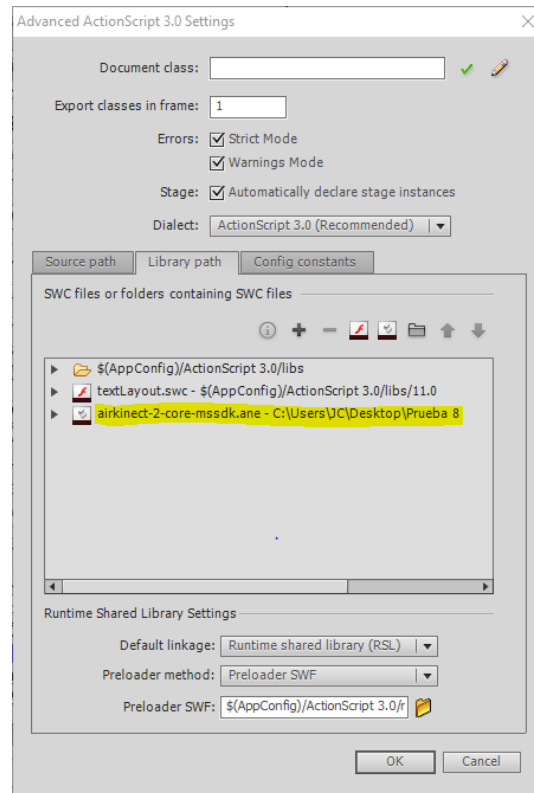 Advanced ActionScript 3.0 Settings
Document class:
Export classes in frame: 1
Errors: Strict Mode
Warnings Mode
Stage: Automatically declare stage instances
Dialect: ActionScript 3.0 (Recommended)
Source path Library path Config constants
SWC files or folders containing SWC files
$(AppConfig)/ActionScript 3.0/libs
textLayout.swc - $(AppConfig)/ActionScript 3.0/libs/11.0
airkinect-2-core-mssdk.ane - C:\Users\JC\Desktop\Prueba 8
Runtime Shared Library Settings
Default linkage: Runtime shared library (RSL)
Preloader method: Preloader SWF
Preloader SWF: $(AppConfig)/ActionScript 3.0/r
OK Cancel